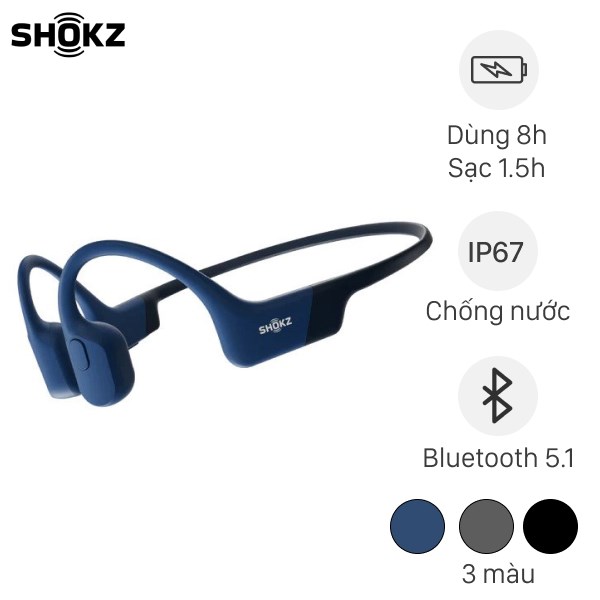 SHOKZ
Dùng 8h
Sạc 1.5h
IP67
Chống nước
SHOKZ
Bluetooth 5.1
3 màu